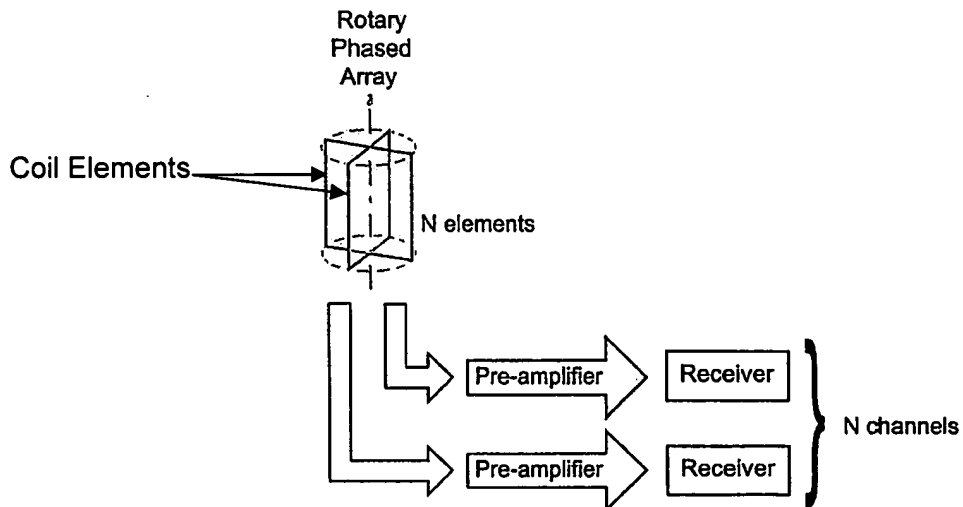 Rotary
Phased
Array
Coil Elements
N elements
Pre-amplifier
Receiver
N channels
Pre-amplifier
Receiver